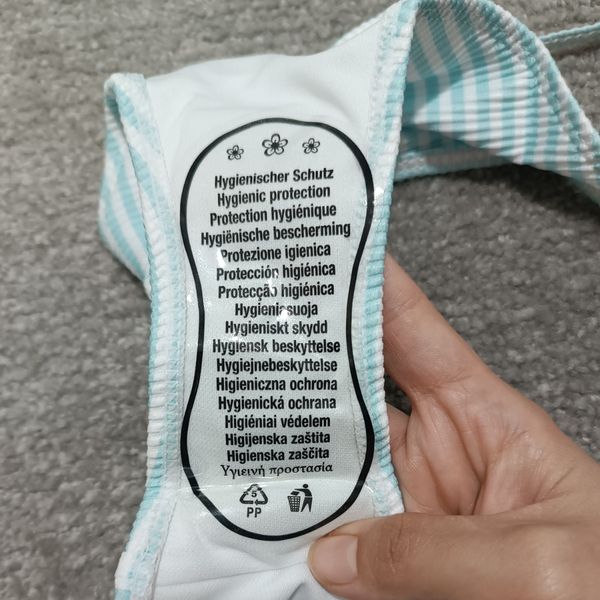 Hygienischer Schutz
Hygienic protection
Protection hygiénique
Hygiënische bescherming
Protezione igienica
Protección higiénica
Protecção higiénica
Hygieniasuoja
Hygieniskt skydd
Hygiensk beskyttelse
Hygiejnebeskyttelse
Higieniczna ochrona
Hygienická ochrana
Higiéniai védelem
Higijenska zaštita
Higienska zaščita
Υγιεινή προστασία
5
PP